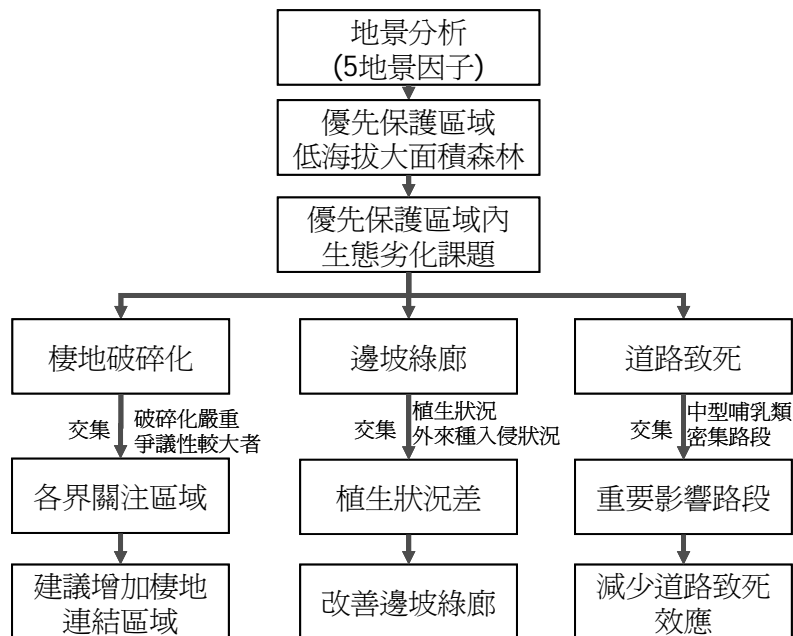 地景分析
(5地景因子)
優先保護區域
低海拔大面積森林
優先保護區域內
生態劣化課題
棲地破碎化
邊坡綠廊
道路致死
交集
破碎化嚴重
爭議性較大者
交集
植生狀況
外來種入侵狀況
交集
中型哺乳類
密集路段
各界關注區域
植生狀況差
重要影響路段
建議增加棲地
連結區域
改善邊坡綠廊
減少道路致死
效應